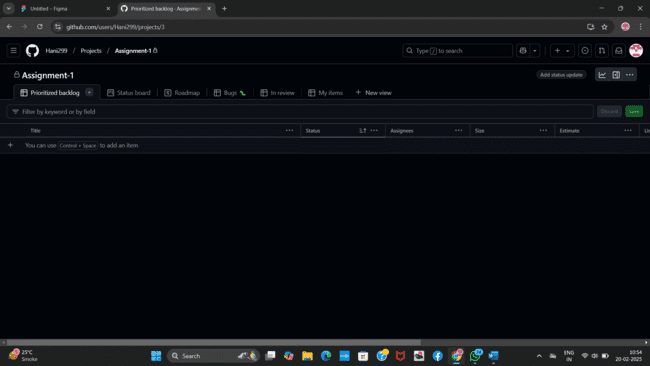 Untitled – Figma
Prioritized backlog · Assignmen
github.com/users/Hani299/projects/3
Hani299 / Projects / Assignment-1
Type / to search
Assignment-1
Add status update
Prioritized backlog
Status board
Roadmap
Bugs
In review
My items
+ New view
Filter by keyword or by field
Discard
Title
Status
Assignees
Size
Estimate
+ You can use Control + Space to add an item
25°C
Smoke
Search
ENG
IN
10:54
20-02-2025